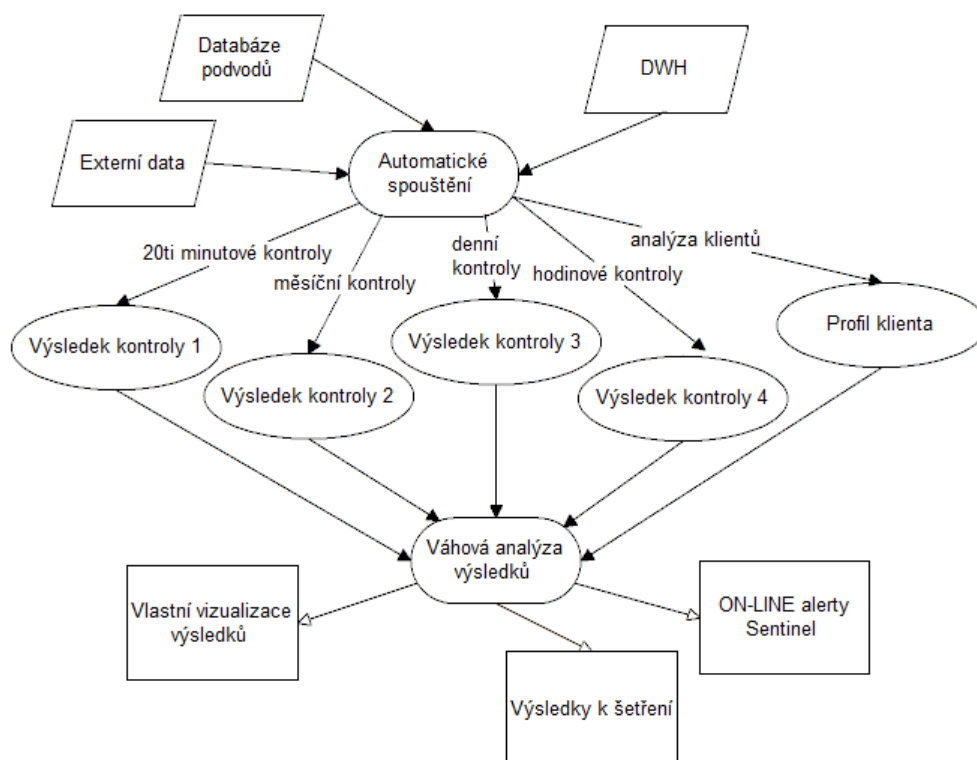 Databáze
podvodů
DWH
Externí data
Automatické
spouštění
20ti minutové kontroly
měsíční kontroly
denní
kontroly
hodinové kontroly
analýza klientů
Výsledek kontroly 1
Výsledek kontroly 2
Výsledek kontroly 3
Výsledek kontroly 4
Profil klienta
Váhová analýza
výsledků
Vlastní vizualizace
výsledků
Výsledky k šetření
ON-LINE alerty
Sentinel